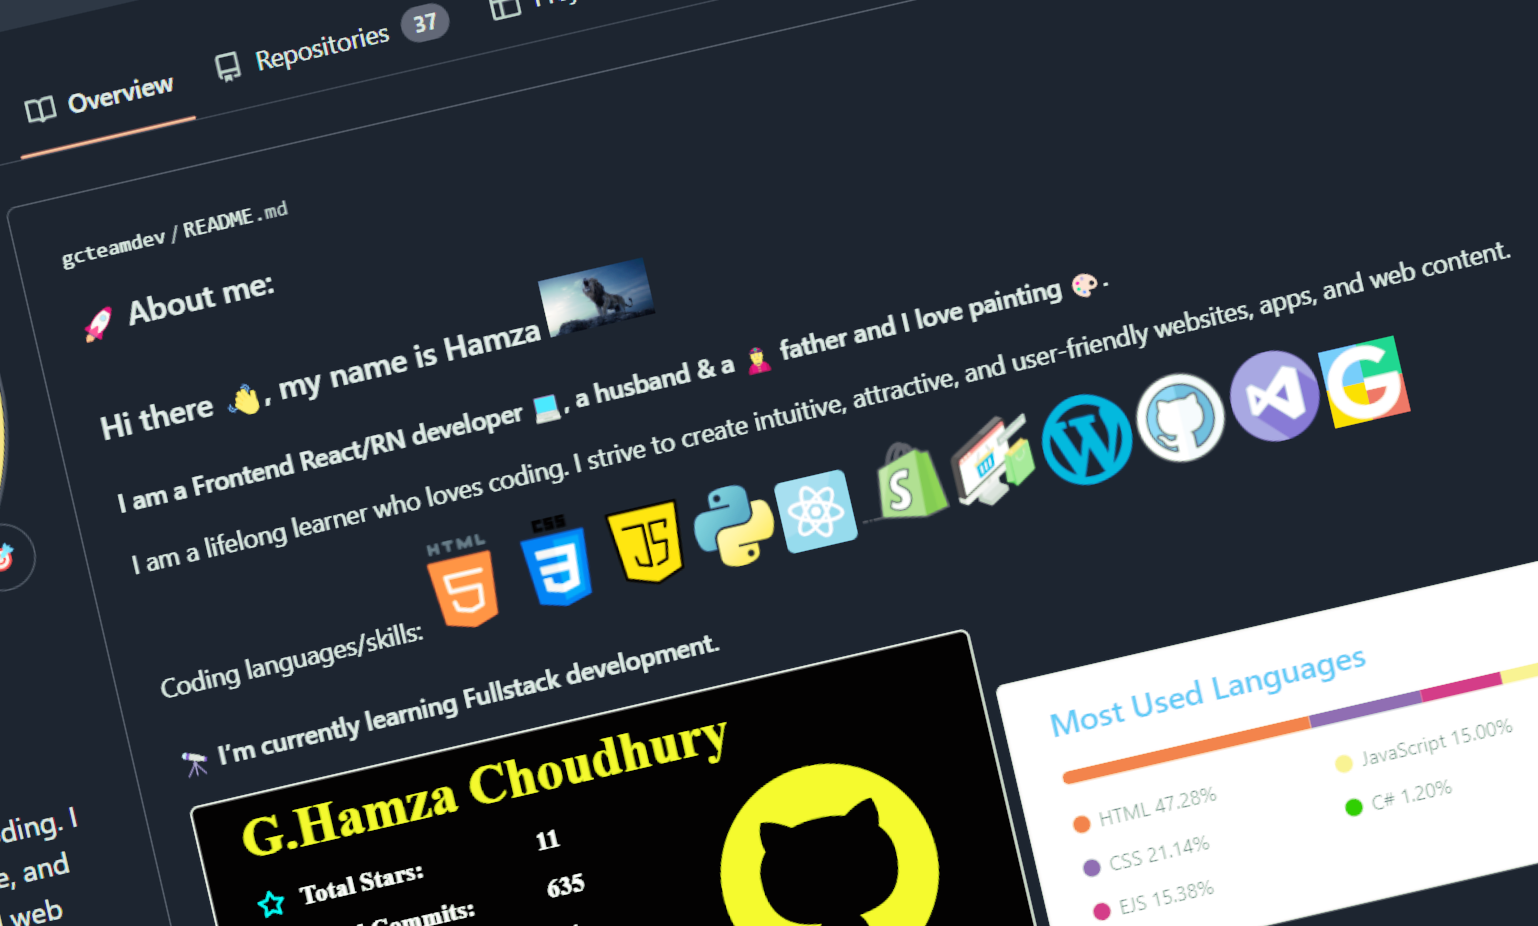 Overview
Repositories 37
gcteamdev / README.md
About me:
Hi there 👋, my name is Hamza
I am a Frontend React/RN developer 💻, a husband & a father and I love painting 🎨.
I am a lifelong learner who loves coding. I strive to create intuitive, attractive, and user-friendly websites, apps, and web content.
Coding languages/skills:
HTML
CSS
JS
I'm currently learning Fullstack development.
G.Hamza Choudhury
Total Stars: 11
Commits: 635
Most Used Languages
HTML 47.28%
CSS 21.14%
EJS 15.38%
JavaScript 15.00%
C# 1.20%
ding. I
e, and
web